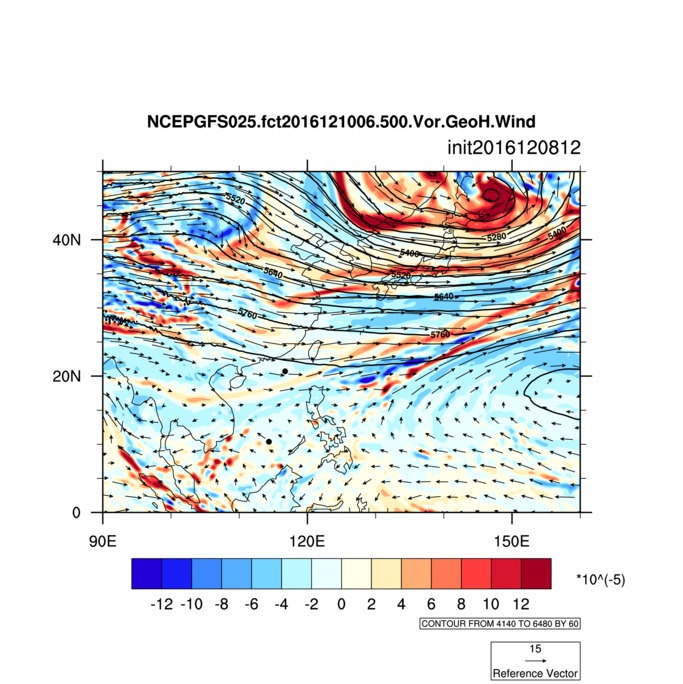 NCEPGFS025.fct2016121006.500.Vor.GeoH.Wind
init2016120812
5520
5280
5400
5400
5520
5640
5640
5760
5760
40N
20N
0
90E 120E 150E
-12 -10 -8 -6 -4 -2 0 2 4 6 8 10 12
*10^(-5)
CONTOUR FROM 4140 TO 6480 BY 60
15
Reference Vector